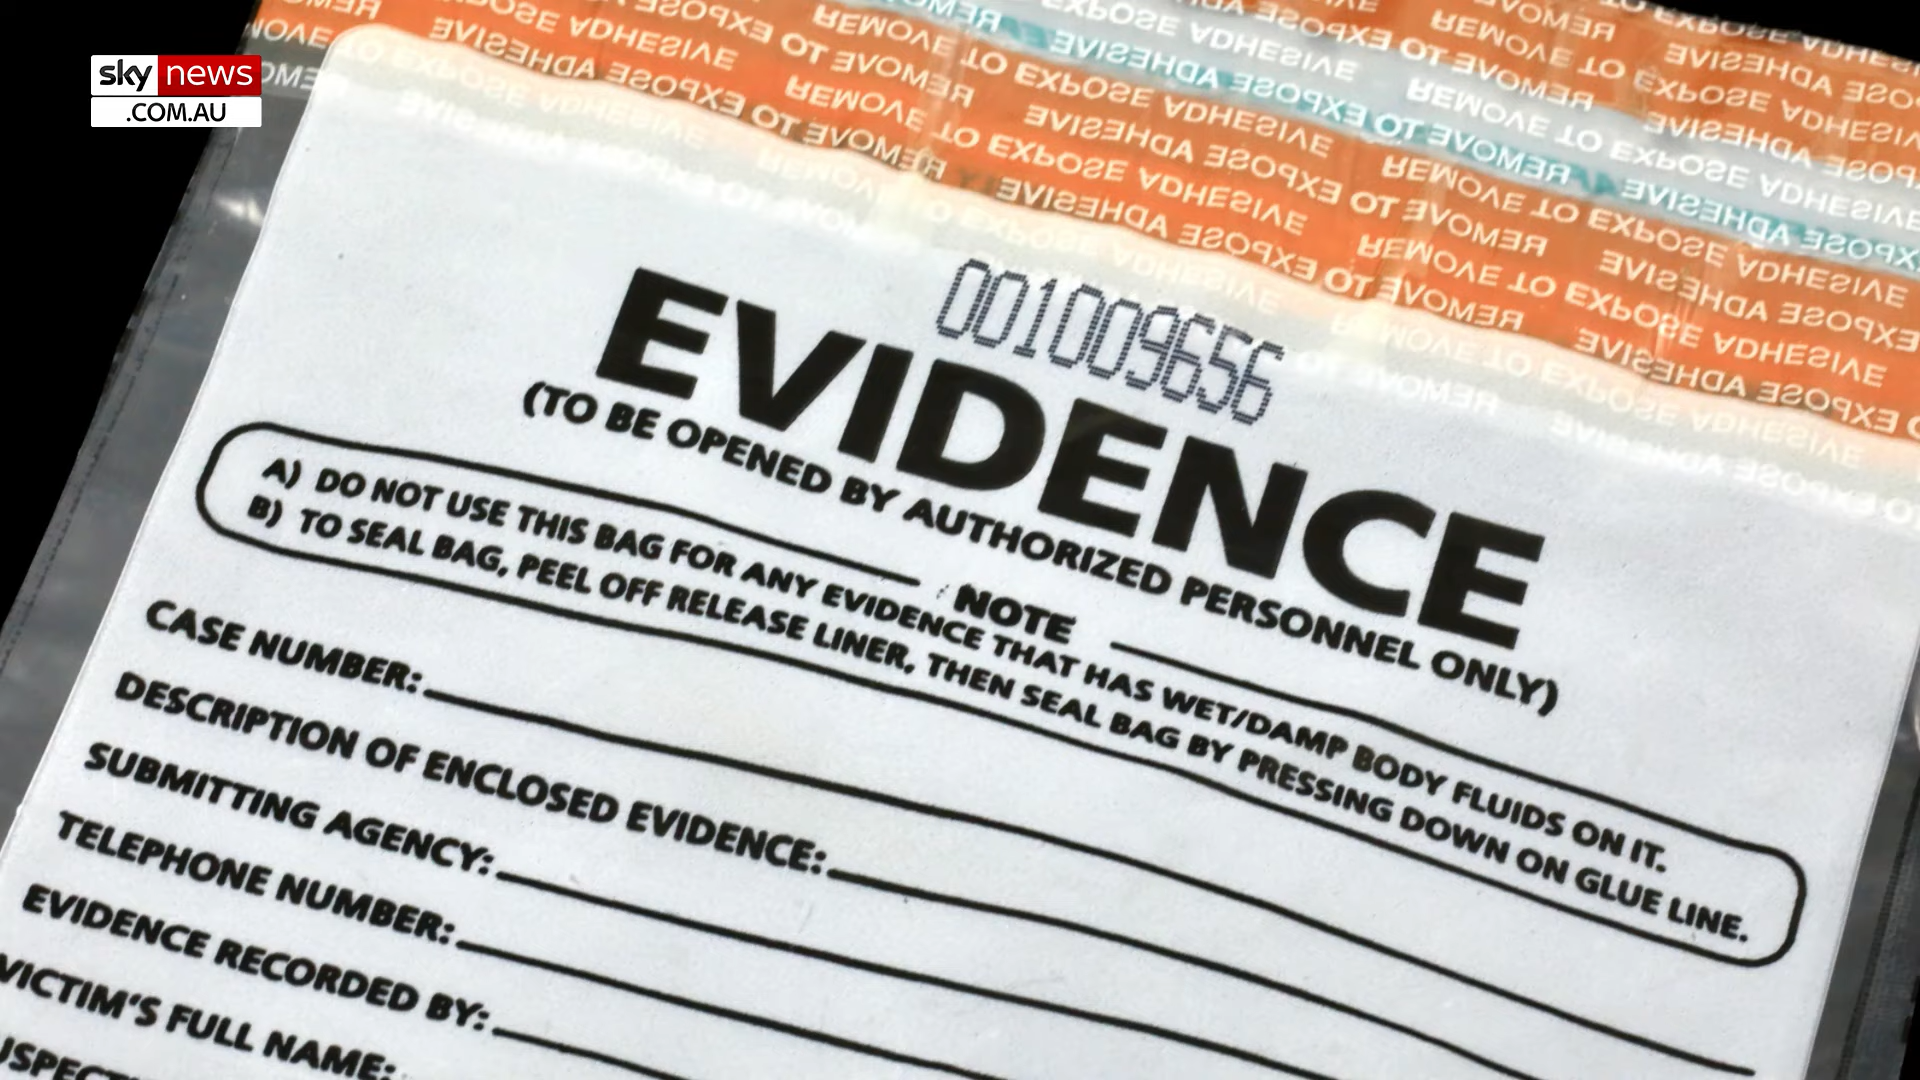 sky news
.COM.AU
REMOVE TO EXPOSE ADHESIVE
001009656
EVIDENCE
(TO BE OPENED BY AUTHORIZED PERSONNEL ONLY)
NOTE
A) DO NOT USE THIS BAG FOR ANY EVIDENCE THAT HAS WET/DAMP BODY FLUIDS ON IT.
B) TO SEAL BAG, PEEL OFF RELEASE LINER, THEN SEAL BAG BY PRESSING DOWN ON GLUE LINE.
CASE NUMBER:
DESCRIPTION OF ENCLOSED EVIDENCE:
SUBMITTING AGENCY:
TELEPHONE NUMBER:
EVIDENCE RECORDED BY:
VICTIM'S FULL NAME: